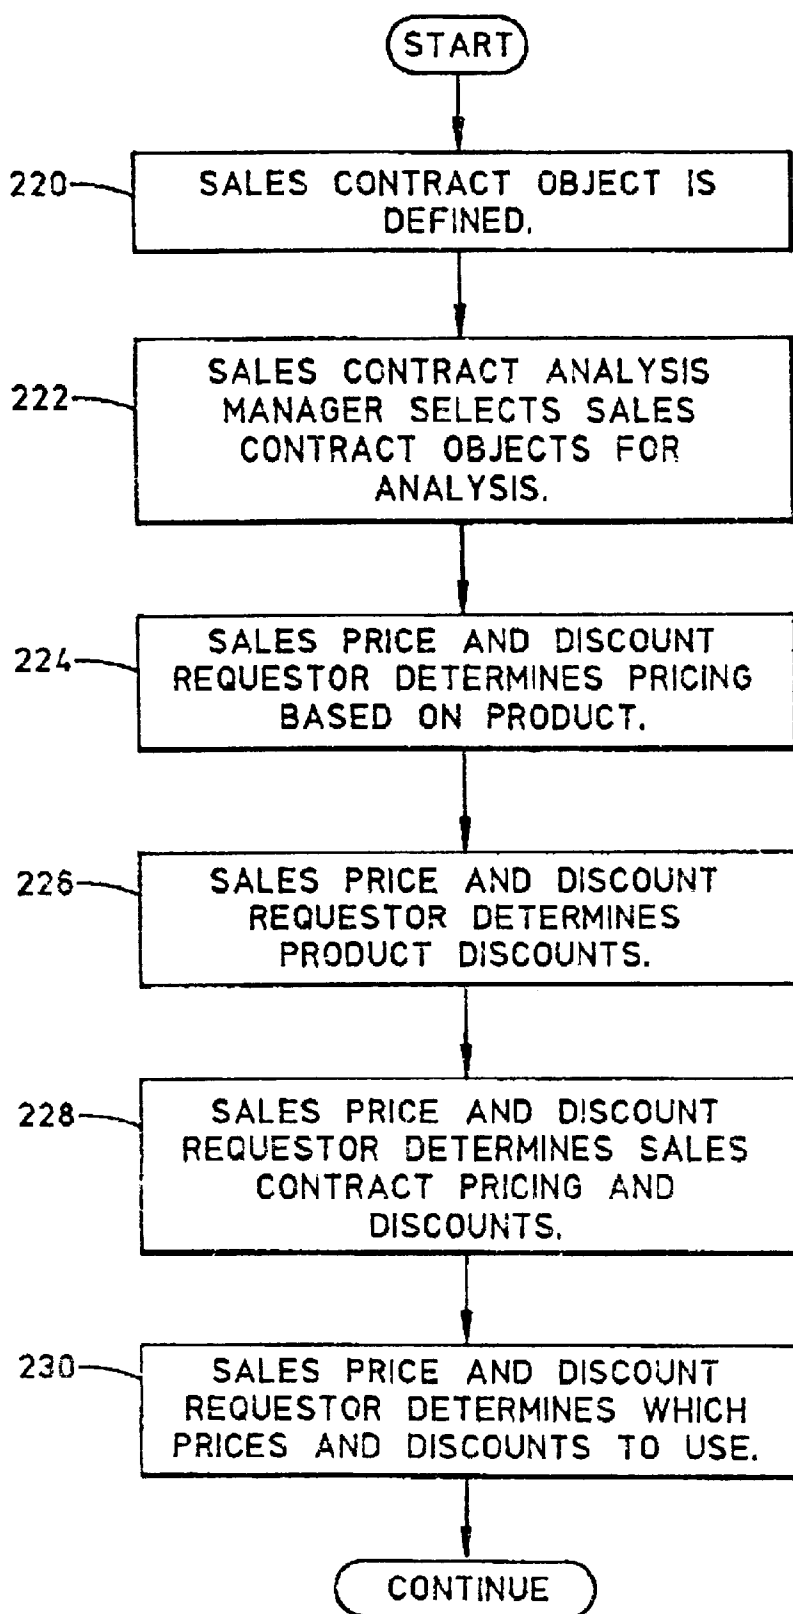 START
220
SALES CONTRACT OBJECT IS
DEFINED.
222
SALES CONTRACT ANALYSIS
MANAGER SELECTS SALES
CONTRACT OBJECTS FOR
ANALYSIS.
224
SALES PRICE AND DISCOUNT
REQUESTOR DETERMINES PRICING
BASED ON PRODUCT.
226
SALES PRICE AND DISCOUNT
REQUESTOR DETERMINES
PRODUCT DISCOUNTS.
228
SALES PRICE AND DISCOUNT
REQUESTOR DETERMINES SALES
CONTRACT PRICING AND
DISCOUNTS.
230
SALES PRICE AND DISCOUNT
REQUESTOR DETERMINES WHICH
PRICES AND DISCOUNTS TO USE.
CONTINUE